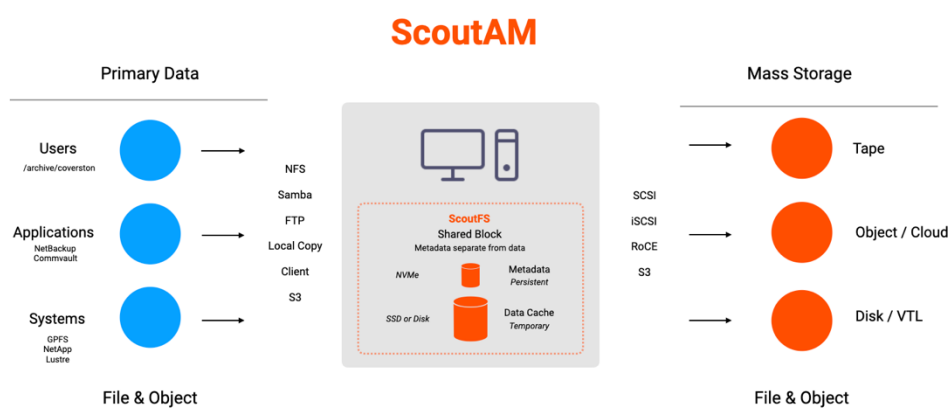 ScoutAM
Primary Data
Users
/archive/coverston
Applications
NetBackup
Commvault
Systems
GPFS
NetApp
Lustre
File & Object
NFS
Samba
FTP
Local Copy
Client
S3
ScoutFS
Shared Block
Metadata separate from data
NVMe
Metadata
Persistent
SSD or Disk
Data Cache
Temporary
SCSI
iSCSI
RoCE
S3
Mass Storage
Tape
Object / Cloud
Disk / VTL
File & Object